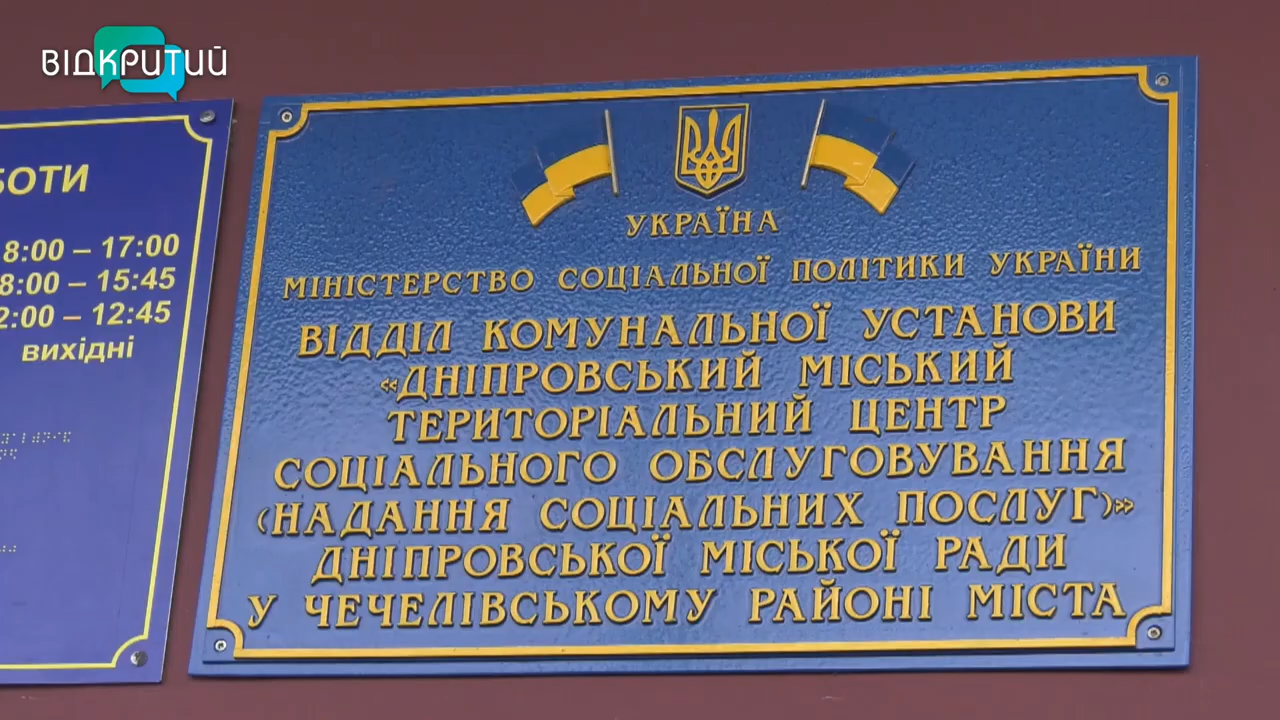 ВІДКРИТИЙ
8:00 – 17:00
8:00 – 15:45
2:00 – 12:45
вихідні
УКРАЇНА
МІНІСТЕРСТВО СОЦІАЛЬНОЇ ПОЛІТИКИ УКРАЇНИ
ВІДДІЛ КОМУНАЛЬНОЇ УСТАНОВИ
«ДНІПРОВСЬКИЙ МІСЬКИЙ
ТЕРИТОРІАЛЬНИЙ ЦЕНТР
СОЦІАЛЬНОГО ОБСЛУГОВУВАННЯ
(НАДАННЯ СОЦІАЛЬНИХ ПОСЛУГ)»
ДНІПРОВСЬКОЇ МІСЬКОЇ РАДИ
У ЧЕЧЕЛІВСЬКОМУ РАЙОНІ МІСТА